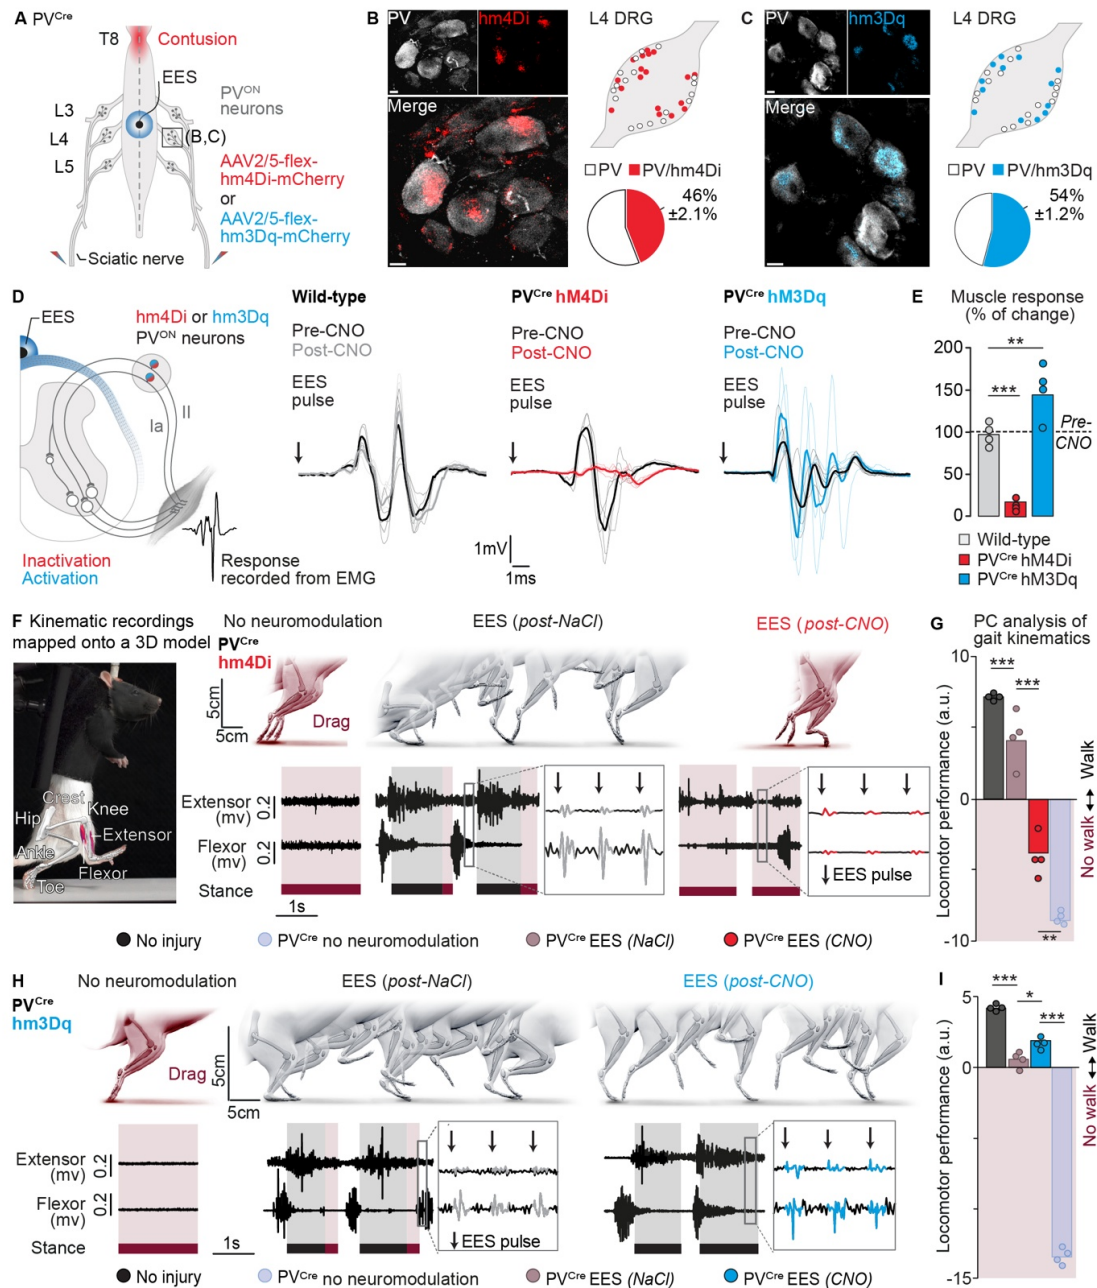 A PV^Cre
T8
Contusion
EES
PV^ON
neurons
L3
L4
L5
(B,C)
AAV2/5-flex-
hm4Di-mCherry
or
AAV2/5-flex-
hm3Dq-mCherry
Sciatic nerve
B
PV
hm4Di
Merge
L4 DRG
PV
PV/hm4Di
46%
±2.1%
C
PV
hm3Dq
Merge
L4 DRG
PV
PV/hm3Dq
54%
±1.2%
D
EES
hm4Di or hm3Dq
PV^ON neurons
Ia
II
Inactivation
Activation
Response
recorded from EMG
Wild-type
Pre-CNO
Post-CNO
EES
pulse
PV^Cre hM4Di
Pre-CNO
Post-CNO
EES
pulse
1mV
1ms
PV^Cre hM3Dq
Pre-CNO
Post-CNO
EES
pulse
E
Muscle response
(% of change)
200
150
100
50
0
**
***
Pre-
CNO
Wild-type
PV^Cre hM4Di
PV^Cre hM3Dq
F Kinematic recordings
mapped onto a 3D model
Crest
Hip
Knee
Extensor
Ankle
Flexor
Toe
No neuromodulation
PV^Cre
hm4Di
5cm
5cm
Drag
EES (post-NaCl)
EES (post-CNO)
Extensor
(mv)
0.2
Flexor
(mv)
0.2
Stance
1s
EES pulse
No injury
PV^Cre no neuromodulation
PV^Cre EES (NaCl)
PV^Cre EES (CNO)
G
PC analysis of
gait kinematics
10
0
-10
Locomotor performance (a.u.)
***
***
**
No walk ↔ Walk
H
No neuromodulation
PV^Cre
hm3Dq
Drag
5cm
5cm
EES (post-NaCl)
EES (post-CNO)
Extensor
(mv)
0.2
Flexor
(mv)
0.2
Stance
1s
EES pulse
No injury
PV^Cre no neuromodulation
PV^Cre EES (NaCl)
PV^Cre EES (CNO)
I
5
0
-15
Locomotor performance (a.u.)
***
*
***
No walk ↔ Walk